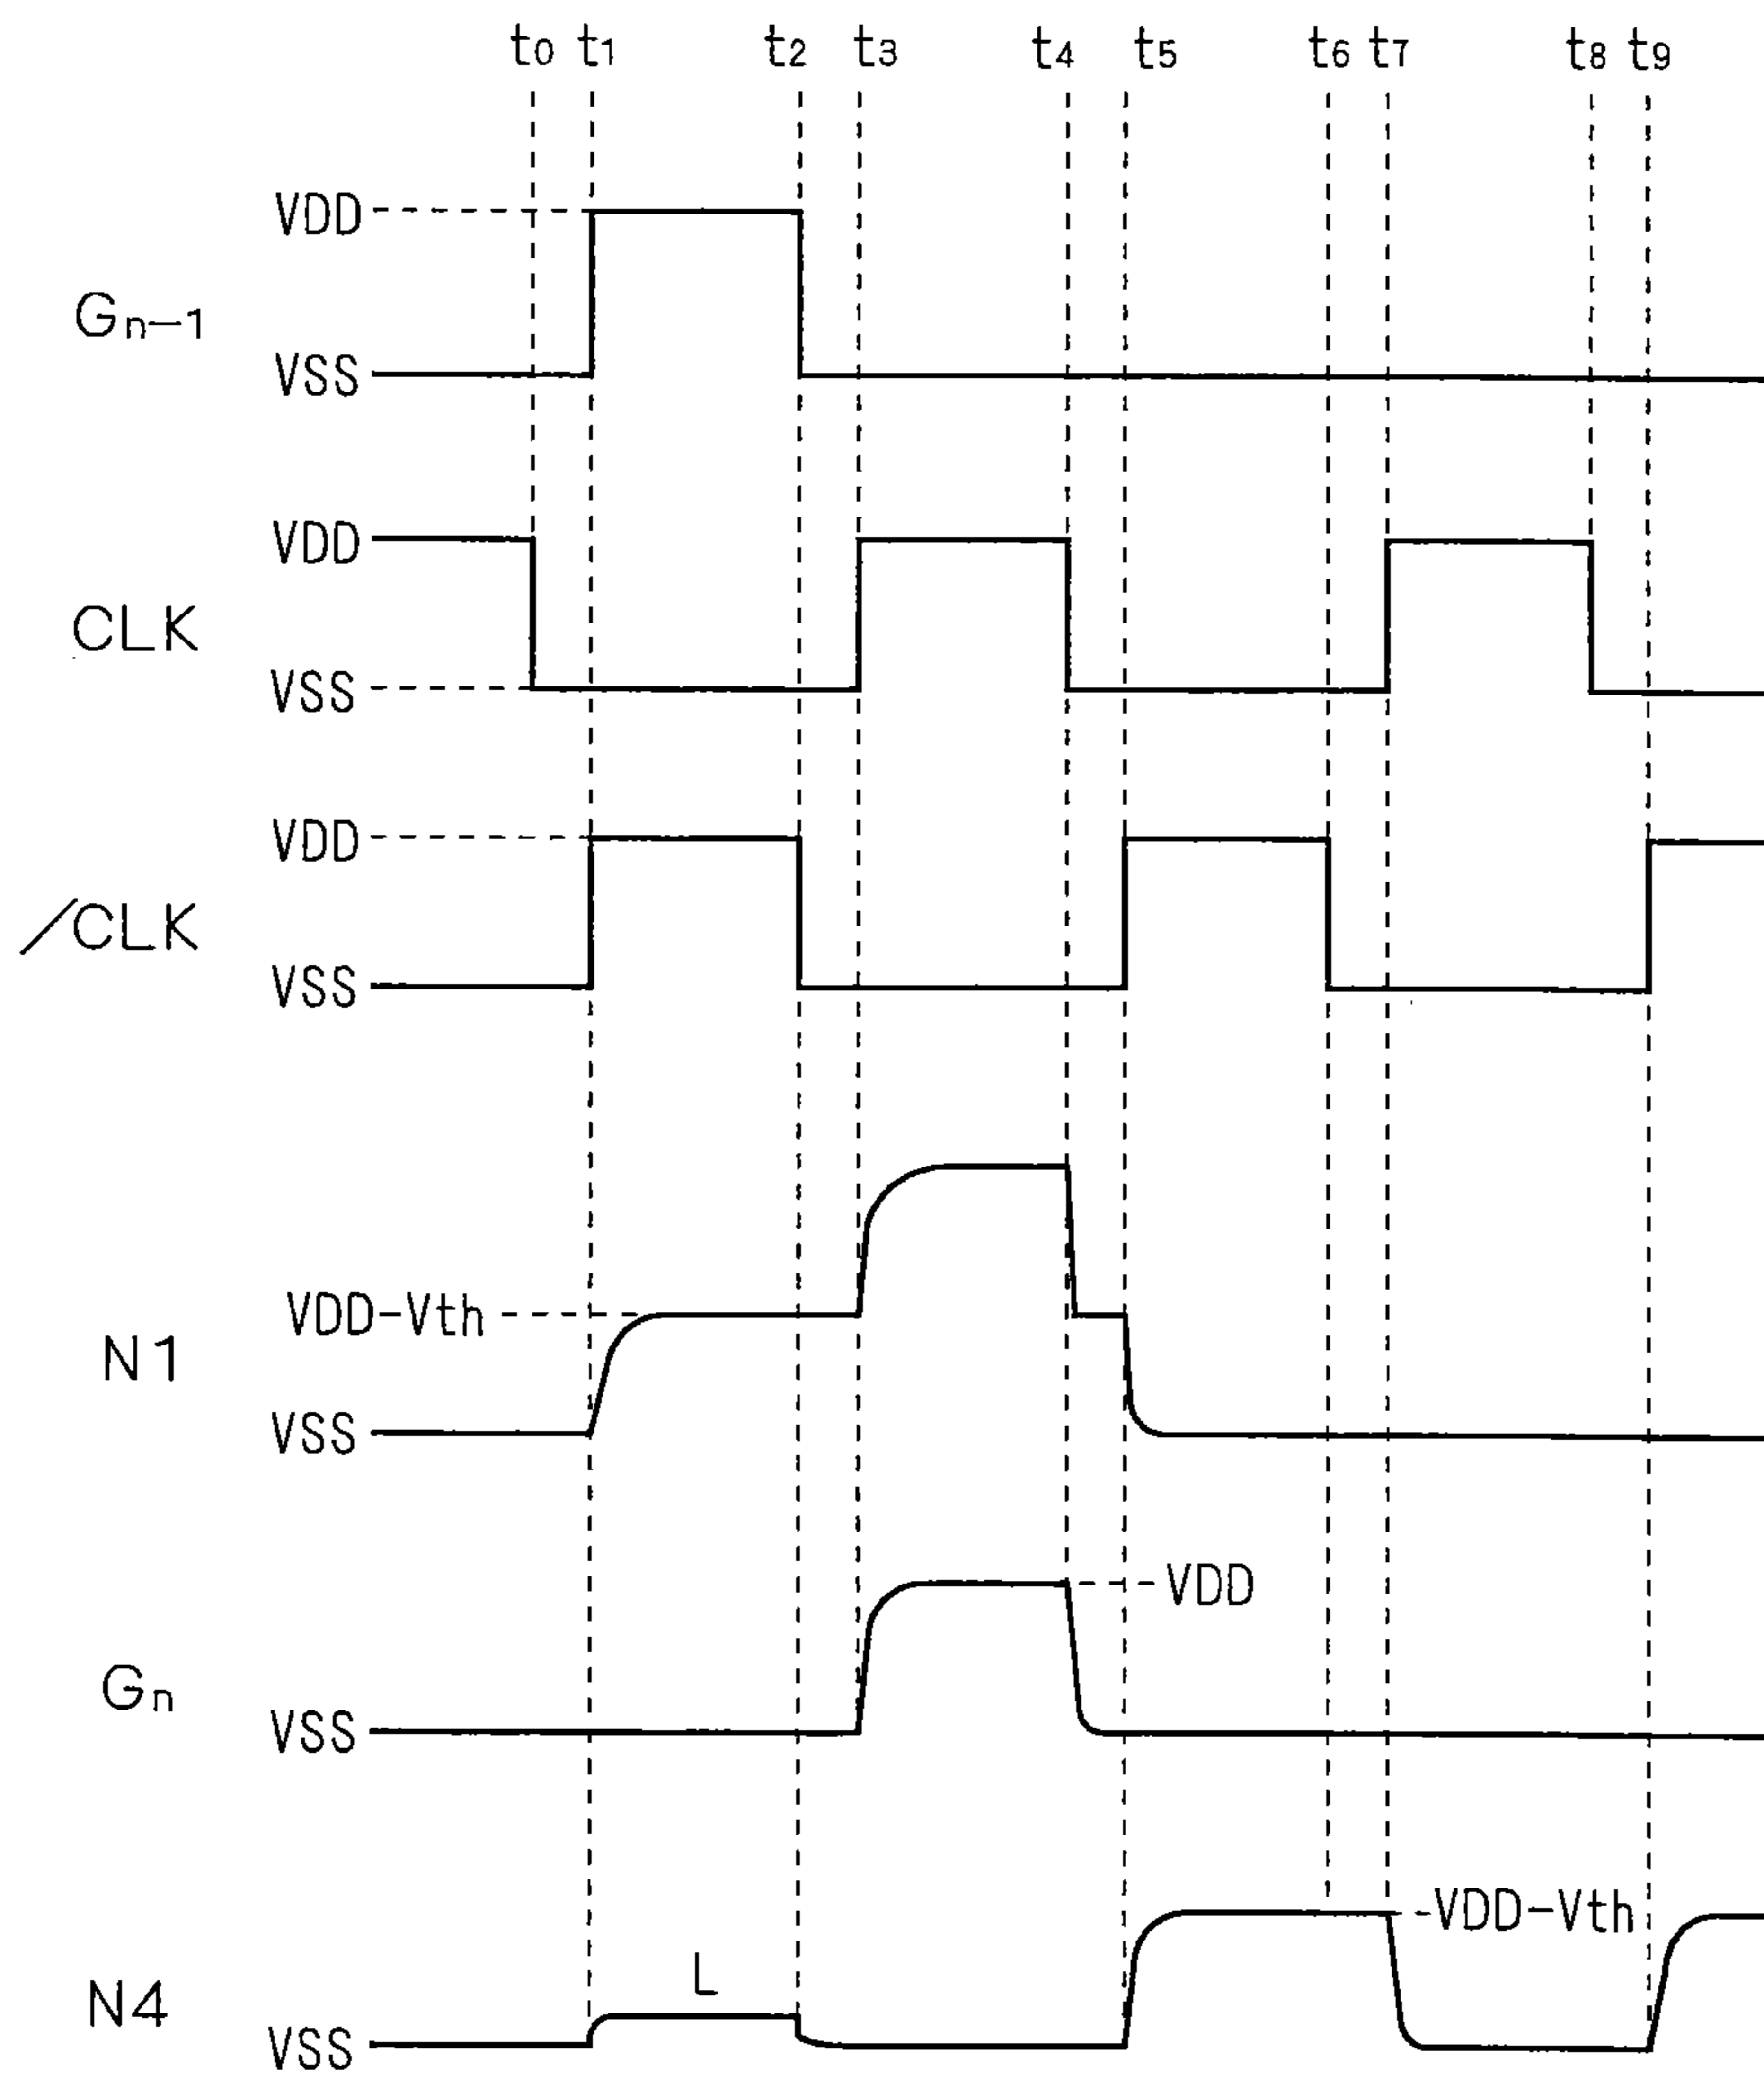 t0 t1 t2 t3 t4 t5 t6 t7 t8 t9
VDD
Gn-1
VSS
VDD
CLK
VSS
VDD
/CLK
VSS
VDD-Vth
N1
VSS
VDD
Gn
VSS
VDD-Vth
L
N4
VSS